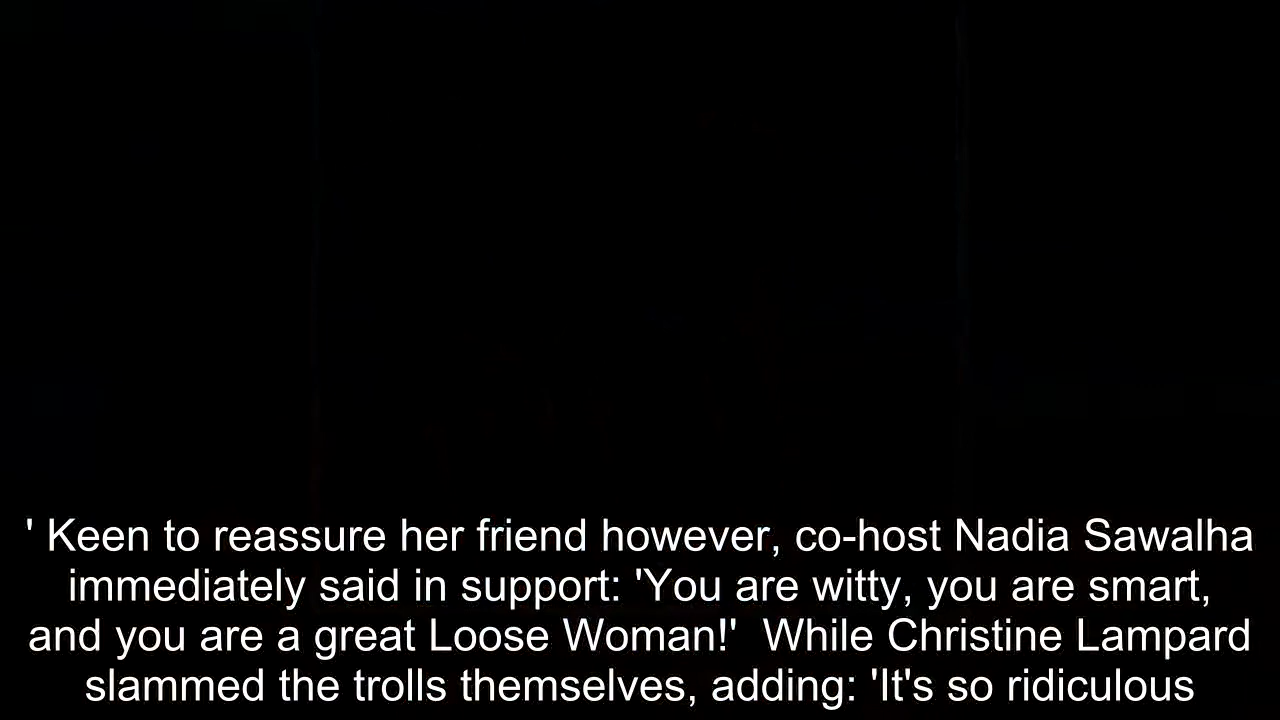 ' Keen to reassure her friend however, co-host Nadia Sawalha
immediately said in support: 'You are witty, you are smart,
and you are a great Loose Woman!'  While Christine Lampard
slammed the trolls themselves, adding: 'It's so ridiculous